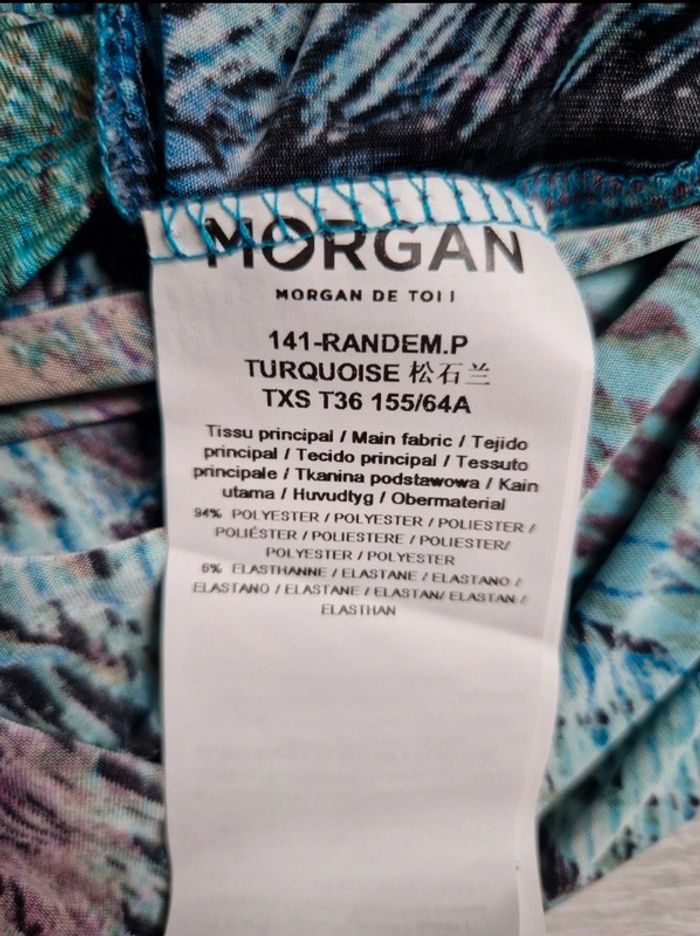 MORGAN
MORGAN DE TOI !
141-RANDEM.P
TURQUOISE 松石兰
TXS T36 155/64A
Tissu principal / Main fabric / Tejido
principal / Tecido principal / Tessuto
principale / Tkanina podstawowa / Kain
utama / Huvudtyg / Obermaterial
94% POLYESTER / POLYESTER / POLIESTER /
POLIÉSTER / POLIESTERE / POLIESTER/
POLYESTER / POLYESTER
6% ELASTHANNE / ELASTANE / ELASTANO /
ELASTANO / ELASTANE / ELASTAN/ ELASTAN /
ELASTHAN